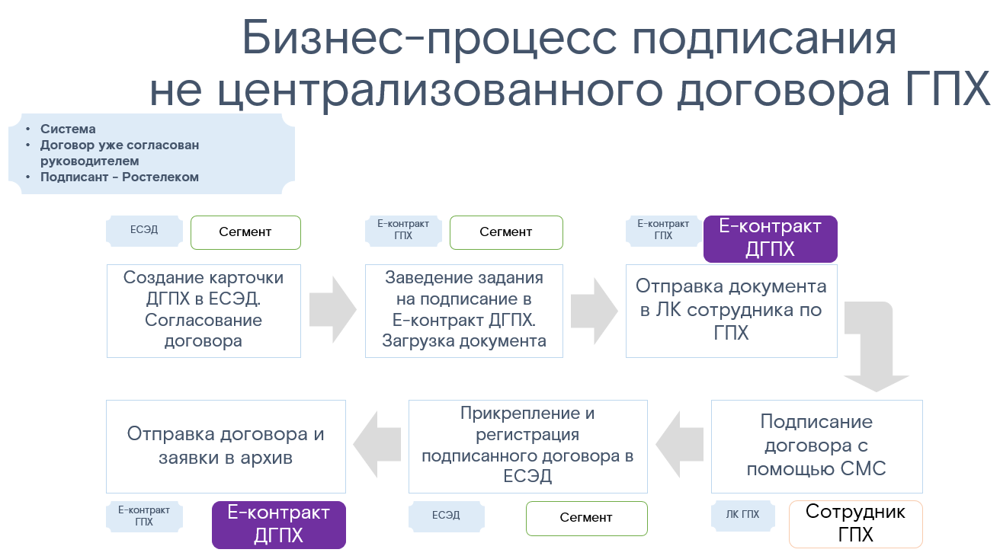 Бизнес-процесс подписания
не централизованного договора ГПХ
• Система
• Договор уже согласован
руководителем
• Подписант - Ростелеком
ЕСЭД
Сегмент
Создание карточки
ДГПХ в ЕСЭД.
Согласование
договора
Е-контракт
ГПХ
Сегмент
Заведение задания
на подписание в
Е-контракт ДГПХ.
Загрузка документа
Е-контракт
ГПХ
Е-контракт
ДГПХ
Отправка документа
в ЛК сотрудника по
ГПХ
Отправка договора и
заявки в архив
Е-контракт
ГПХ
Е-контракт
ДГПХ
Прикрепление и
регистрация
подписанного договора в
ЕСЭД
ЕСЭД
Сегмент
Подписание
договора с
помощью СМС
ЛК ГПХ
Сотрудник
ГПХ